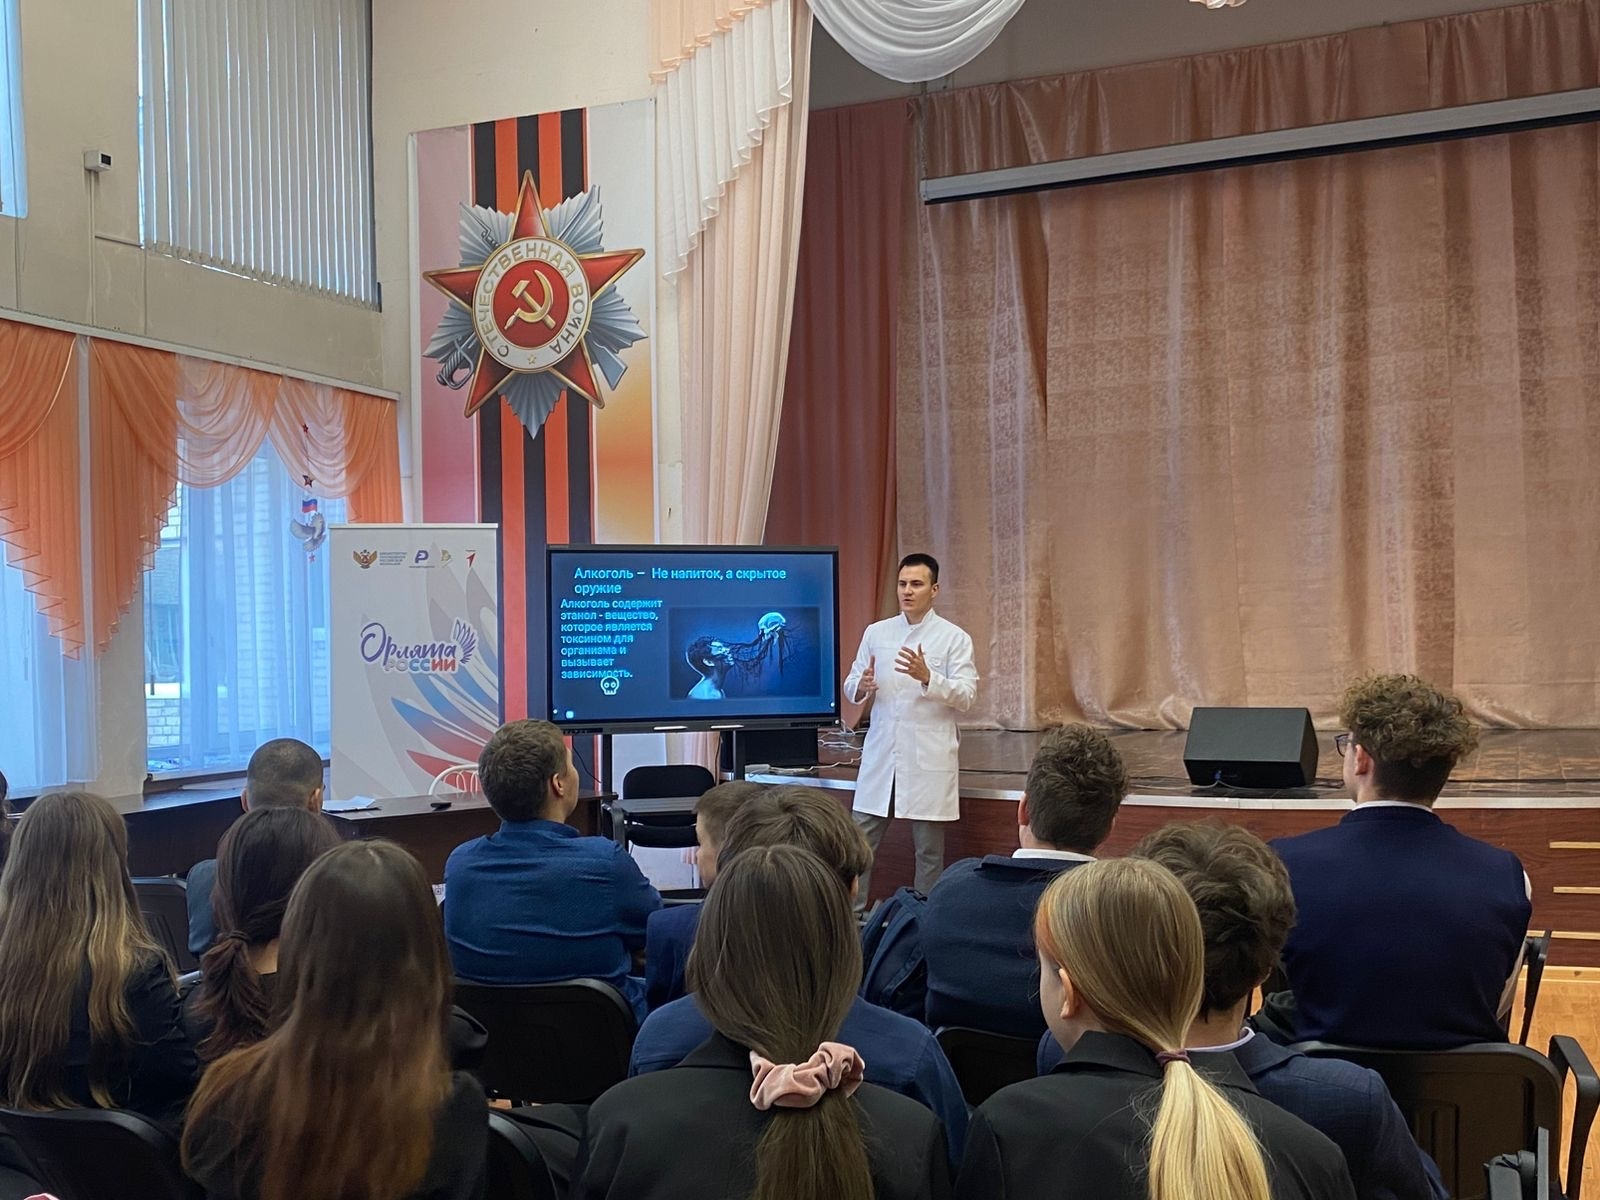 ОТЕЧЕСТВЕННАЯ ВОЙНА
Орлята
РОССИИ
Алкоголь – Не напиток, а скрытое
оружие
Алкоголь содержит
этанол - вещество,
которое является
токсином для
организма и
вызывает
зависимость.